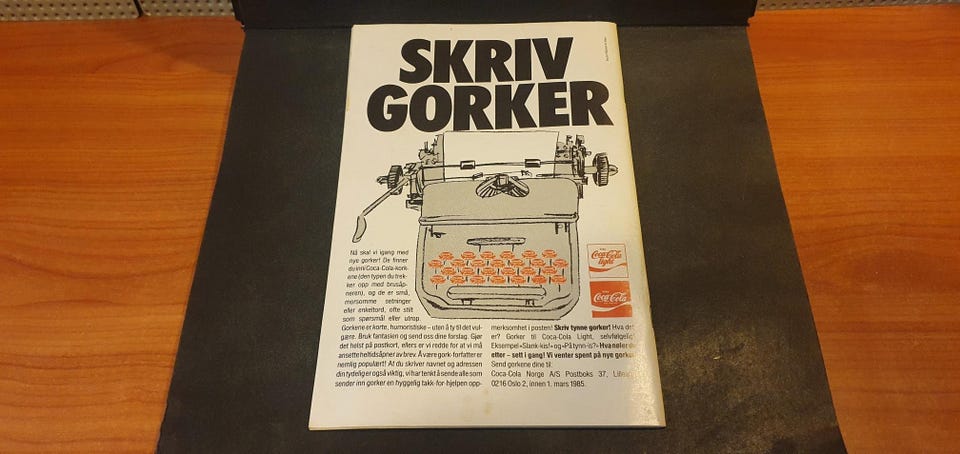 SKRIV
GORKER
Nå skal vi igang med
nye gorker! De finner
du inni Coca-Cola-kork-
ene (den typen du trek-
ker opp med brusåp-
neren), og de er små,
morsomme setninger
eller enkeltord, ofte stilt
som spørsmål eller utrop.
Gorkene er korte, humoristiske – uten å ty til det vul-
gære. Bruk fantasien og send oss dine forslag. Gjør
det helst på postkort, ellers er vi redde for at vi må
ansette heltidsåpner av brev. Å være gork-forfatter er
nemlig populært! At du skriver navnet og adressen
din tydelig er også viktig, vi har tenkt å sende alle som
sender inn gorker en hyggelig takk-for-hjelpen opp-
Coca-Cola
light
Coca-Cola
merksomhet i posten! Skriv tynne gorker! Hva det
er? Gorker til Coca-Cola Light, selvfølgelig!
Eksempel «Slank-kis!» og «På tynn-is?» Hva nøler du
etter – sett i gang! Vi venter spent på nye gorker
Send gorkene dine til:
Coca-Cola Norge A/S Postboks 37,
0216 Oslo 2, innen 1. mars 1985.